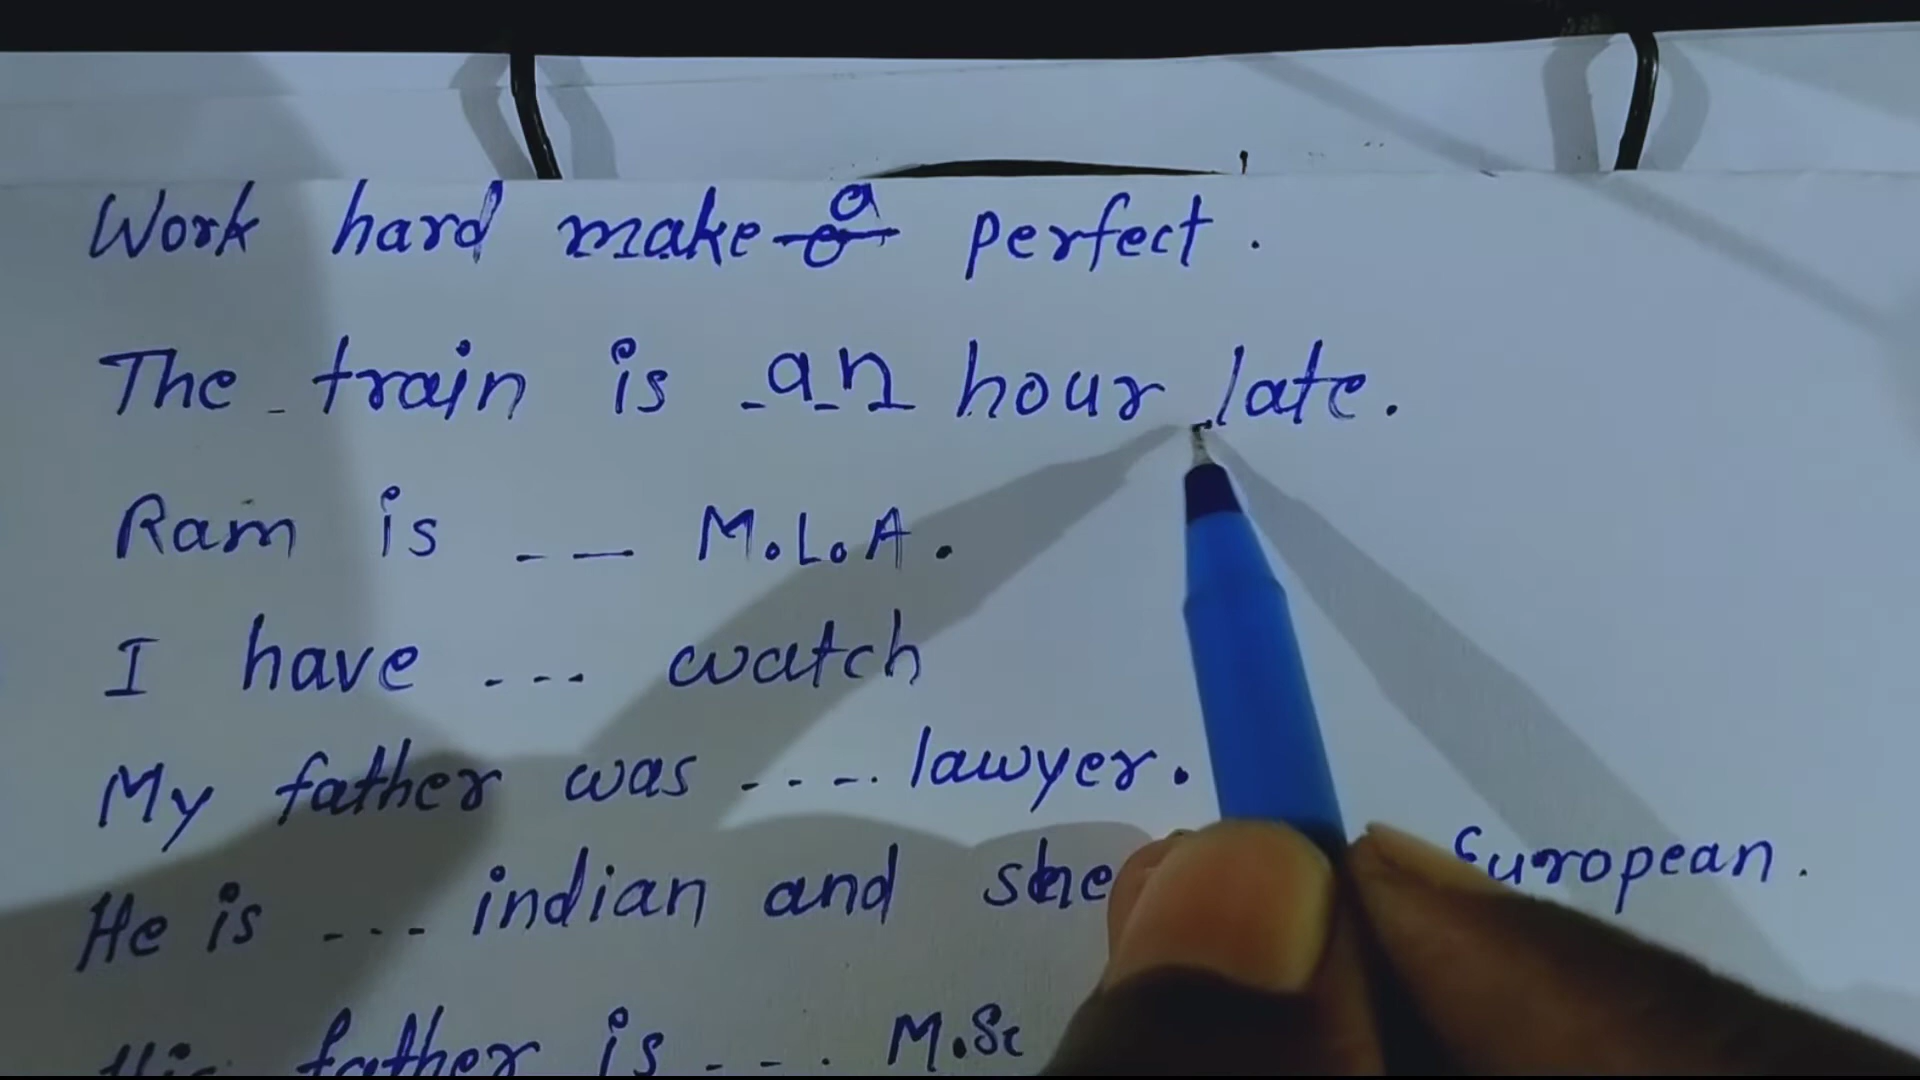 Work hard make a perfect.
The train is an hour late.
Ram is -- M.L.A.
I have --- watch
My father was ---- lawyer.
He is --- indian and she European.
His father is --- . M.Sc